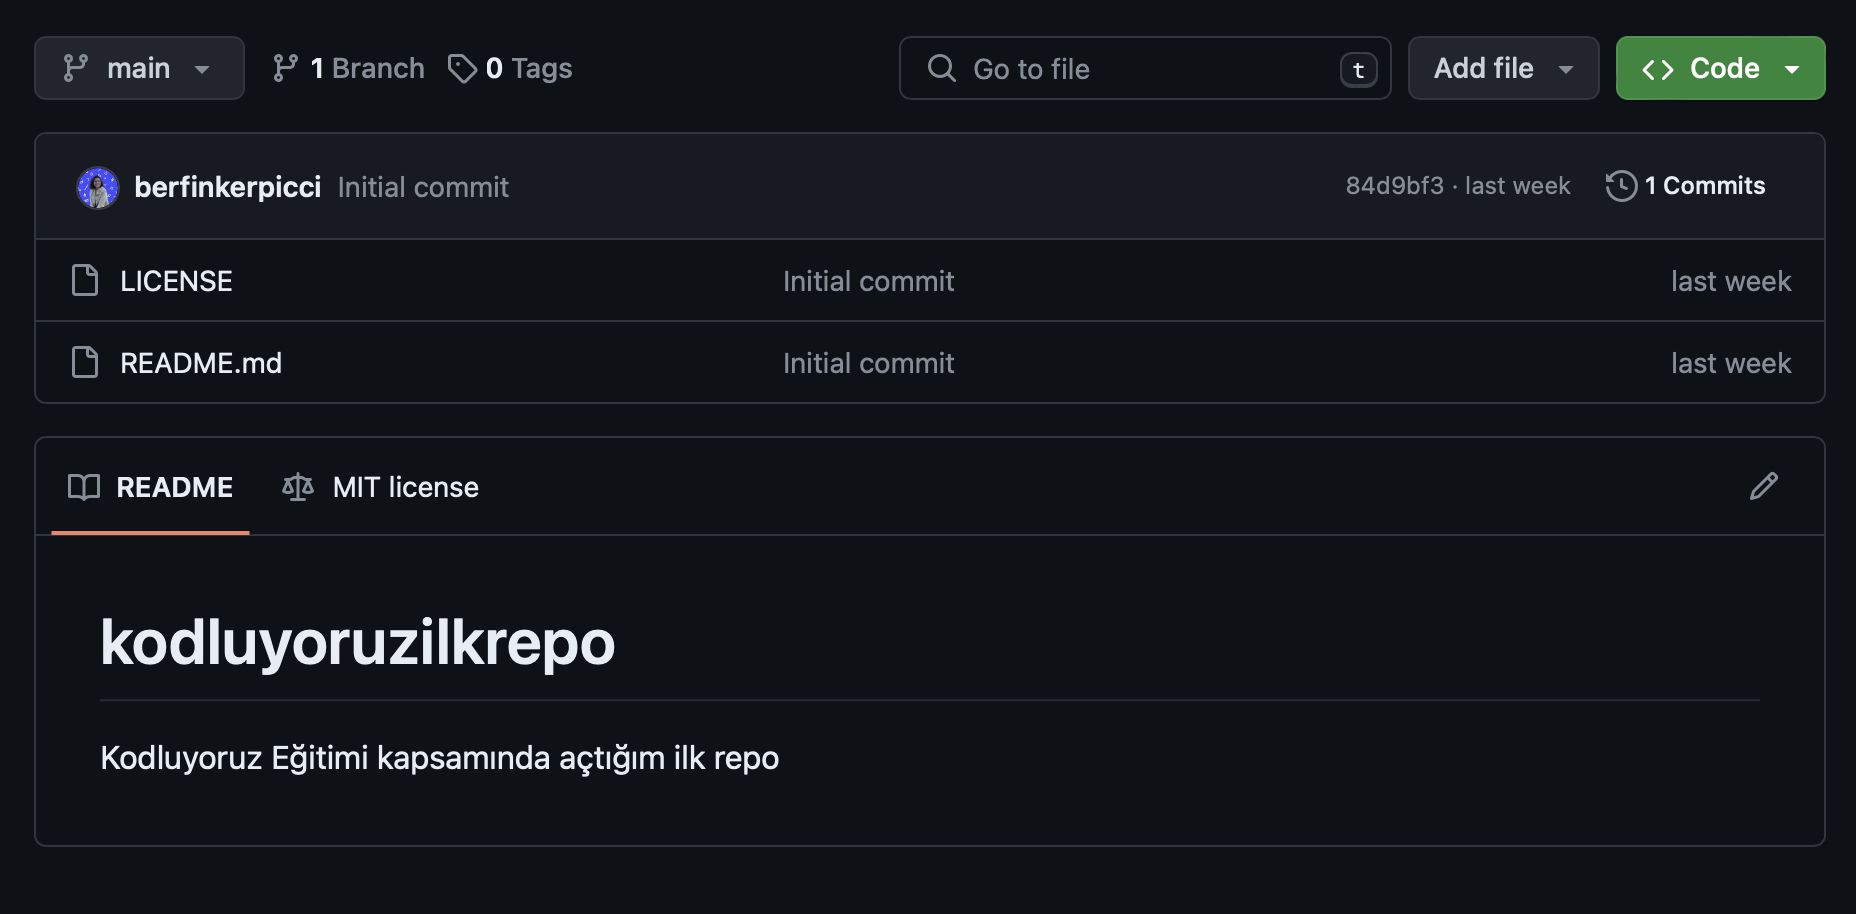 main 1 Branch 0 Tags Go to file t Add file Code
berfinkerpicci Initial commit 84d9bf3 · last week 1 Commits
LICENSE Initial commit last week
README.md Initial commit last week
README MIT license
kodluyoruzilkrepo
Kodluyoruz Eğitimi kapsamında açtığım ilk repo